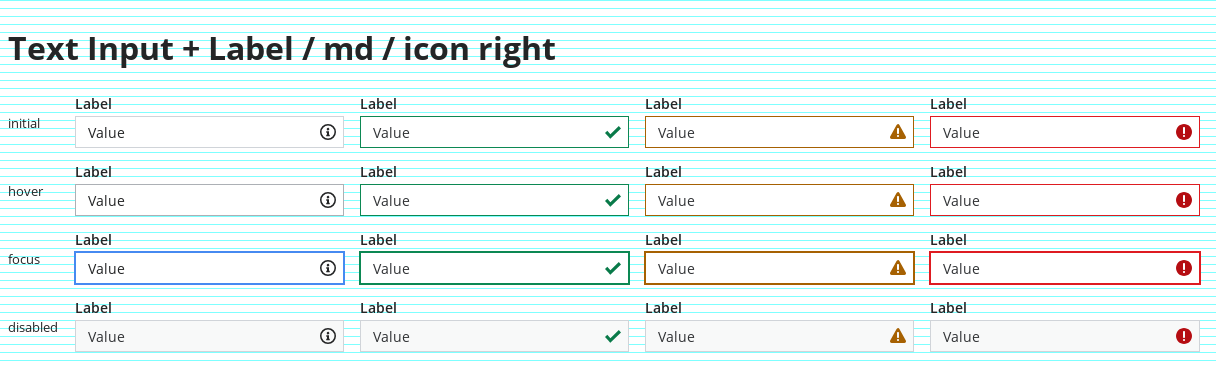 Text Input + Label / md / icon right
Label Label Label Label
initial Value Value Value Value
Label Label Label Label
hover Value Value Value Value
Label Label Label Label
focus Value Value Value Value
Label Label Label Label
disabled Value Value Value Value